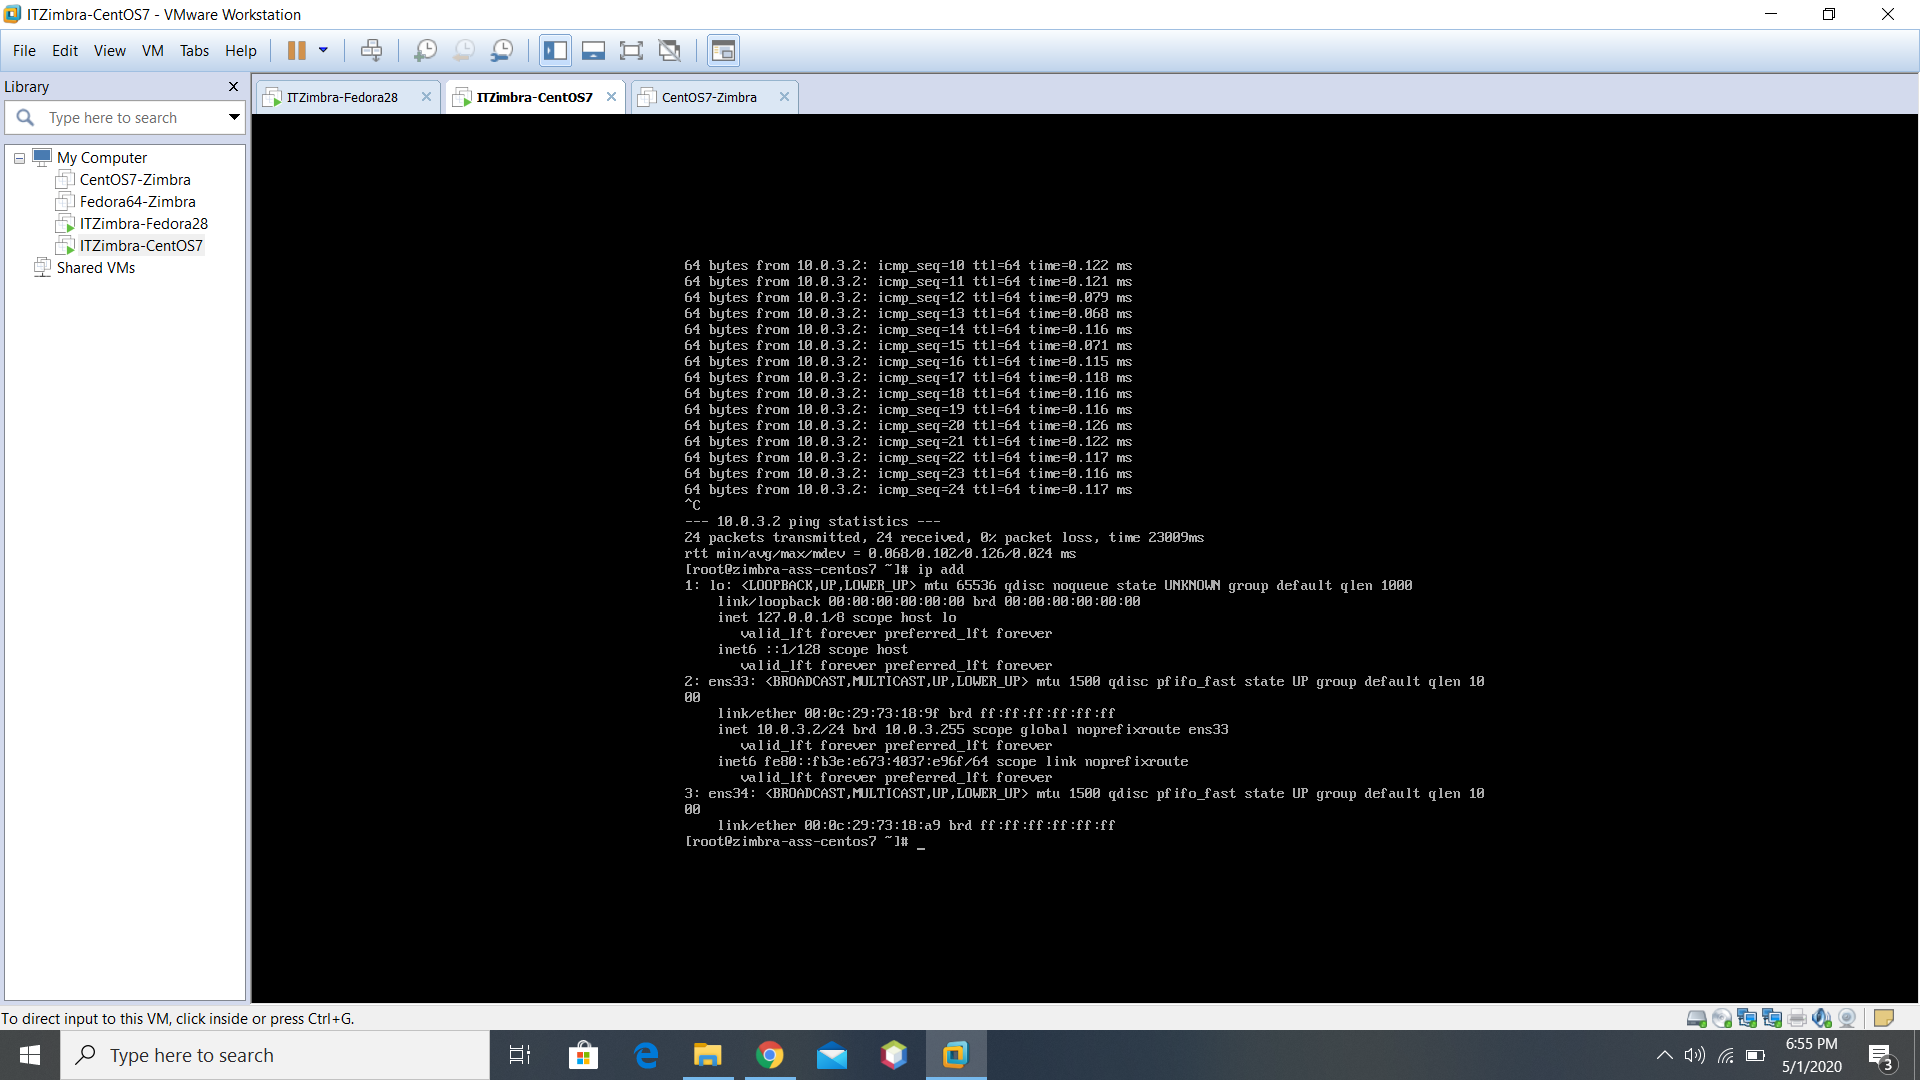 ITZimbra-CentOS7 - VMware Workstation
File Edit View VM Tabs Help
Library
Type here to search
My Computer
CentOS7-Zimbra
Fedora64-Zimbra
ITZimbra-Fedora28
ITZimbra-CentOS7
Shared VMs
ITZimbra-Fedora28 ITZimbra-CentOS7 CentOS7-Zimbra
64 bytes from 10.0.3.2: icmp_seq=10 ttl=64 time=0.122 ms
64 bytes from 10.0.3.2: icmp_seq=11 ttl=64 time=0.121 ms
64 bytes from 10.0.3.2: icmp_seq=12 ttl=64 time=0.079 ms
64 bytes from 10.0.3.2: icmp_seq=13 ttl=64 time=0.068 ms
64 bytes from 10.0.3.2: icmp_seq=14 ttl=64 time=0.116 ms
64 bytes from 10.0.3.2: icmp_seq=15 ttl=64 time=0.071 ms
64 bytes from 10.0.3.2: icmp_seq=16 ttl=64 time=0.115 ms
64 bytes from 10.0.3.2: icmp_seq=17 ttl=64 time=0.118 ms
64 bytes from 10.0.3.2: icmp_seq=18 ttl=64 time=0.116 ms
64 bytes from 10.0.3.2: icmp_seq=19 ttl=64 time=0.116 ms
64 bytes from 10.0.3.2: icmp_seq=20 ttl=64 time=0.126 ms
64 bytes from 10.0.3.2: icmp_seq=21 ttl=64 time=0.122 ms
64 bytes from 10.0.3.2: icmp_seq=22 ttl=64 time=0.117 ms
64 bytes from 10.0.3.2: icmp_seq=23 ttl=64 time=0.116 ms
64 bytes from 10.0.3.2: icmp_seq=24 ttl=64 time=0.117 ms
^C
--- 10.0.3.2 ping statistics ---
24 packets transmitted, 24 received, 0% packet loss, time 23009ms
rtt min/avg/max/mdev = 0.068/0.102/0.126/0.024 ms
[root@zimbra-ass-centos7 ~]# ip add
1: lo: <LOOPBACK,UP,LOWER_UP> mtu 65536 qdisc noqueue state UNKNOWN group default qlen 1000
link/loopback 00:00:00:00:00:00 brd 00:00:00:00:00:00
inet 127.0.0.1/8 scope host lo
valid_lft forever preferred_lft forever
inet6 ::1/128 scope host
valid_lft forever preferred_lft forever
2: ens33: <BROADCAST,MULTICAST,UP,LOWER_UP> mtu 1500 qdisc pfifo_fast state UP group default qlen 10
00
link/ether 00:0c:29:73:18:9f brd ff:ff:ff:ff:ff:ff
inet 10.0.3.2/24 brd 10.0.3.255 scope global noprefixroute ens33
valid_lft forever preferred_lft forever
inet6 fe80::fb3e:e673:4037:e96f/64 scope link noprefixroute
valid_lft forever preferred_lft forever
3: ens34: <BROADCAST,MULTICAST,UP,LOWER_UP> mtu 1500 qdisc pfifo_fast state UP group default qlen 10
00
link/ether 00:0c:29:73:18:a9 brd ff:ff:ff:ff:ff:ff
[root@zimbra-ass-centos7 ~]# _
To direct input to this VM, click inside or press Ctrl+G.
Type here to search
6:55 PM
5/1/2020
3